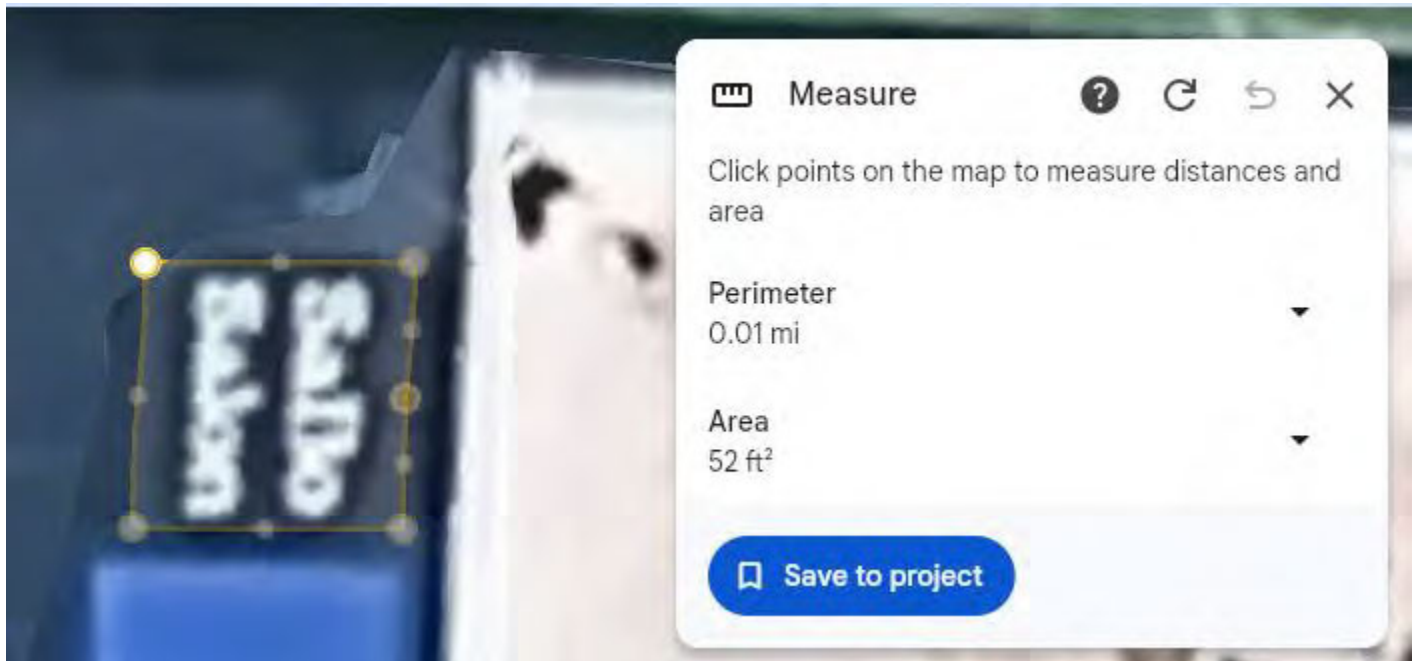 Salon
Measure
?
Click points on the map to measure distances and
area
Perimeter
0.01 mi
Area
52 ft²
Save to project